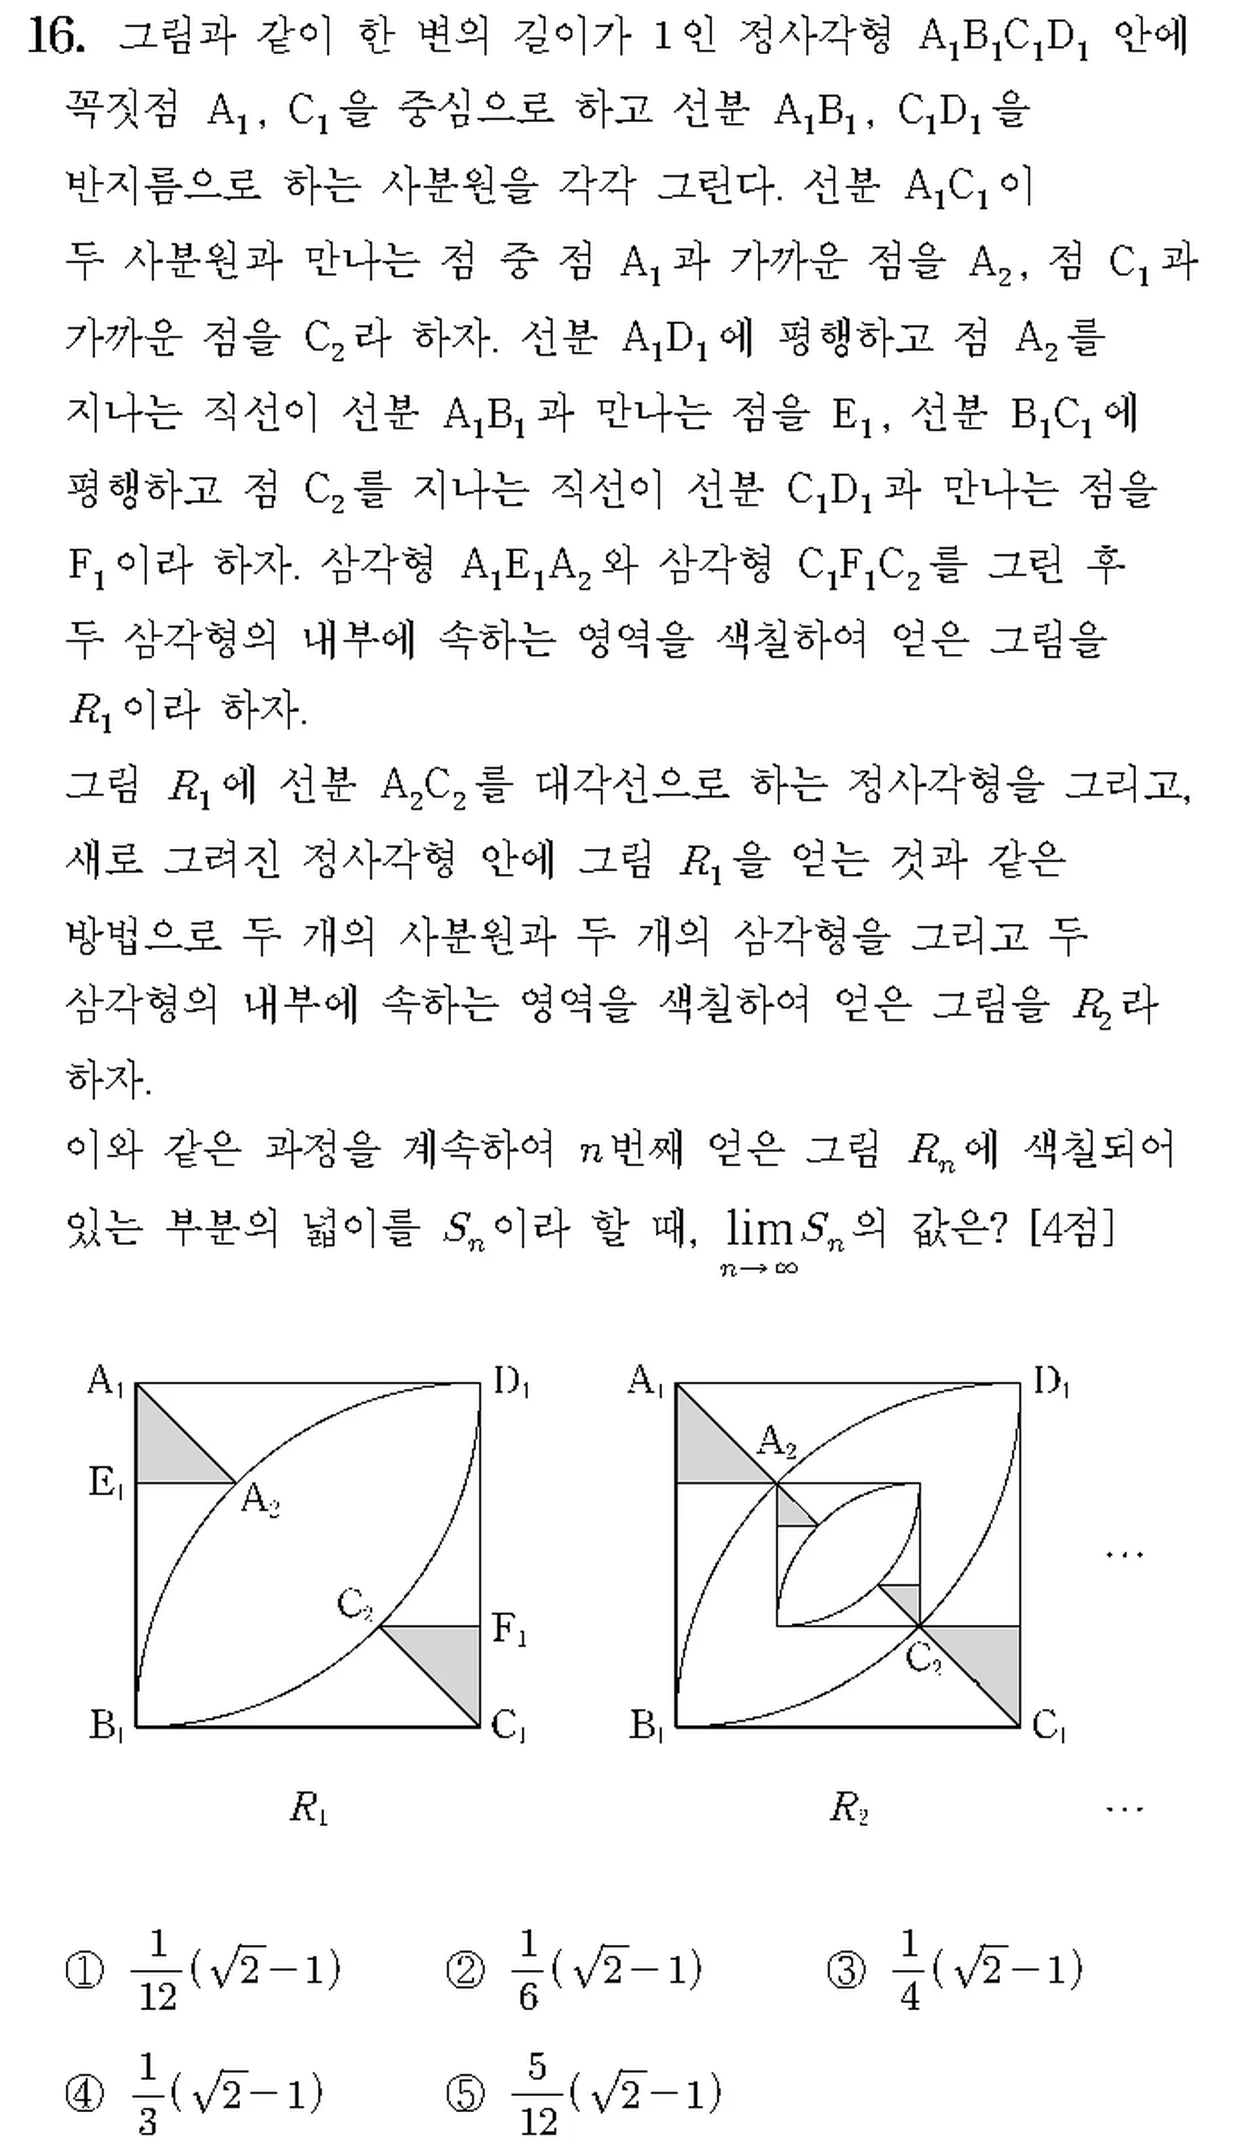 16. 그림과 같이 한 변의 길이가 1인 정사각형 A₁B₁C₁D₁ 안에
꼭짓점 A₁, C₁을 중심으로 하고 선분 A₁B₁, C₁D₁을
반지름으로 하는 사분원을 각각 그린다. 선분 A₁C₁이
두 사분원과 만나는 점 중 점 A₁과 가까운 점을 A₂, 점 C₁과
가까운 점을 C₂라 하자. 선분 A₁D₁에 평행하고 점 A₂를
지나는 직선이 선분 A₁B₁과 만나는 점을 E₁, 선분 B₁C₁에
평행하고 점 C₂를 지나는 직선이 선분 C₁D₁과 만나는 점을
F₁이라 하자. 삼각형 A₁E₁A₂와 삼각형 C₁F₁C₂를 그린 후
두 삼각형의 내부에 속하는 영역을 색칠하여 얻은 그림을
R₁이라 하자.
그림 R₁에 선분 A₂C₂를 대각선으로 하는 정사각형을 그리고,
새로 그려진 정사각형 안에 그림 R₁을 얻는 것과 같은
방법으로 두 개의 사분원과 두 개의 삼각형을 그리고 두
삼각형의 내부에 속하는 영역을 색칠하여 얻은 그림을 R₂라
하자.
이와 같은 과정을 계속하여 n번째 얻은 그림 Rₙ에 색칠되어
있는 부분의 넓이를 Sₙ이라 할 때, lim Sₙ의 값은? [4점]
n→∞
A₁ D₁ A₁ D₁
A₂
E₁ A₂
…
C₂ F₁
C₂
B₁ C₁ B₁ C₁
R₁ R₂ …
① 1/12(√2−1) ② 1/6(√2−1) ③ 1/4(√2−1)
④ 1/3(√2−1) ⑤ 5/12(√2−1)